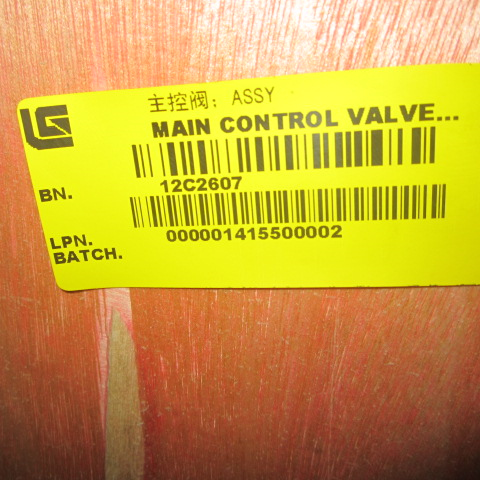 主控阀; ASSY
MAIN CONTROL VALVE...
BN.
12C2607
LPN.
000001415500002
BATCH.